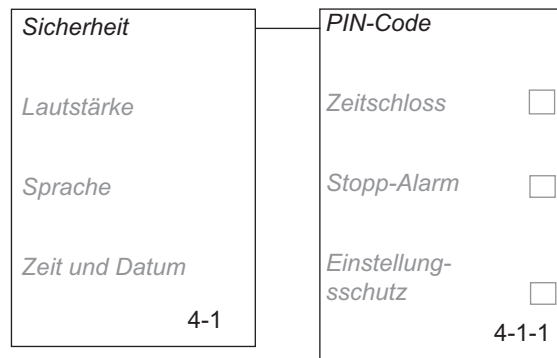 Sicherheit
Lautstärke
Sprache
Zeit und Datum
4-1
PIN-Code
Zeitschloss
Stopp-Alarm
Einstellung-
sschutz
4-1-1